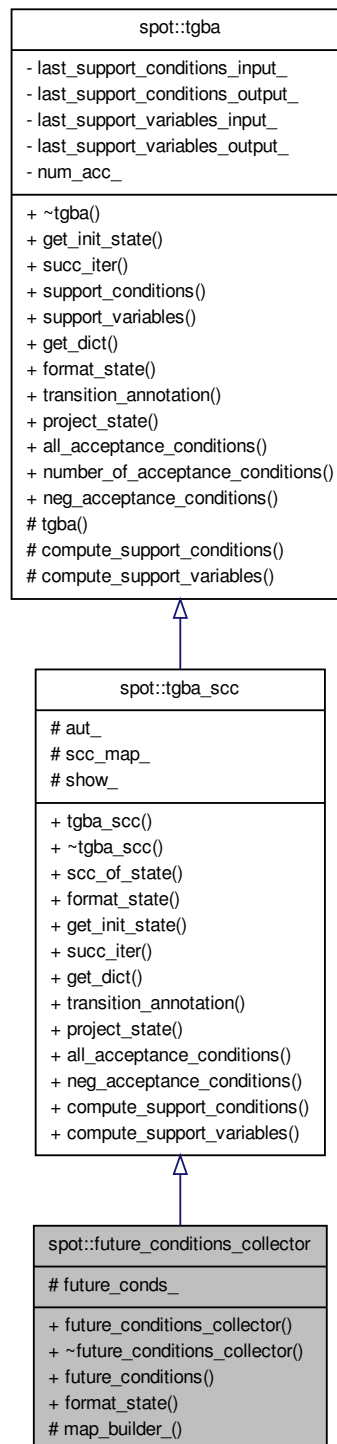 spot::tgba
- last_support_conditions_input_
- last_support_conditions_output_
- last_support_variables_input_
- last_support_variables_output_
- num_acc_
+ ~tgba()
+ get_init_state()
+ succ_iter()
+ support_conditions()
+ support_variables()
+ get_dict()
+ format_state()
+ transition_annotation()
+ project_state()
+ all_acceptance_conditions()
+ number_of_acceptance_conditions()
+ neg_acceptance_conditions()
# tgba()
# compute_support_conditions()
# compute_support_variables()
spot::tgba_scc
# aut_
# scc_map_
# show_
+ tgba_scc()
+ ~tgba_scc()
+ scc_of_state()
+ format_state()
+ get_init_state()
+ succ_iter()
+ get_dict()
+ transition_annotation()
+ project_state()
+ all_acceptance_conditions()
+ neg_acceptance_conditions()
+ compute_support_conditions()
+ compute_support_variables()
spot::future_conditions_collector
# future_conds_
+ future_conditions_collector()
+ ~future_conditions_collector()
+ future_conditions()
+ format_state()
# map_builder_()